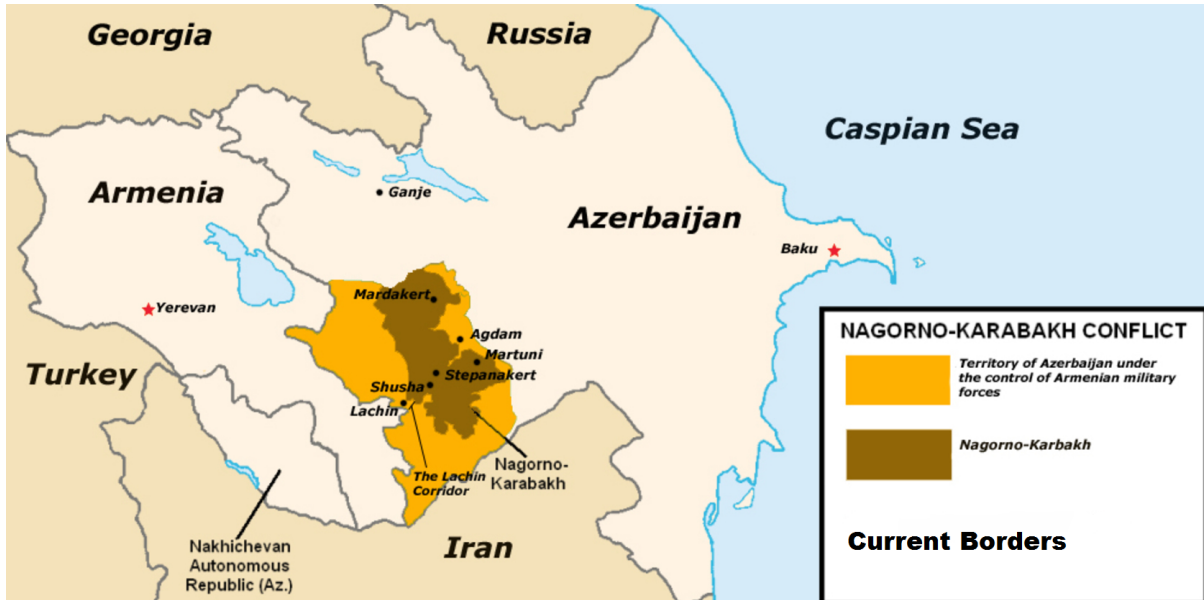 Georgia
Russia
Caspian Sea
Armenia
Ganje
Azerbaijan
Baku
Mardakert
Yerevan
Agdam
Martuni
Turkey
Stepanakert
Shusha
Lachin
The Lachin
Corridor
Nagorno-
Karabakh
Iran
Nakhichevan
Autonomous
Republic (Az.)
NAGORNO-KARABAKH CONFLICT
Territory of Azerbaijan under
the control of Armenian military
forces
Nagorno-Karbakh
Current Borders